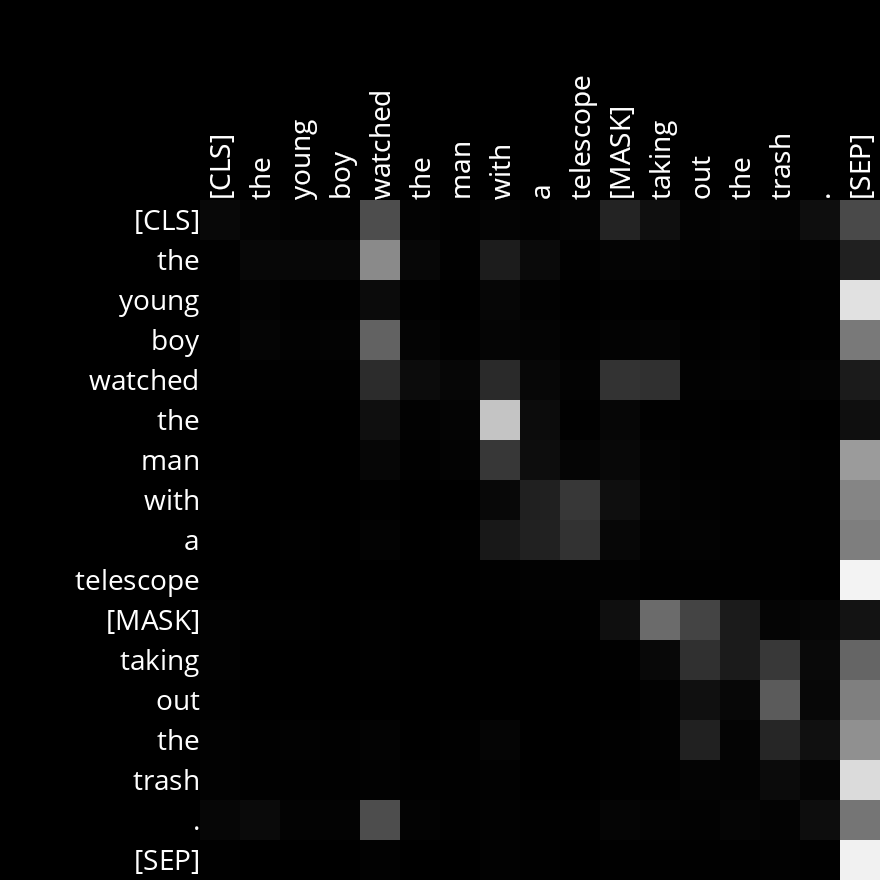 [CLS] the young boy watched the man with a telescope [MASK] taking out the trash . [SEP]
[CLS]
the
young
boy
watched
the
man
with
a
telescope
[MASK]
taking
out
the
trash
.
[SEP]